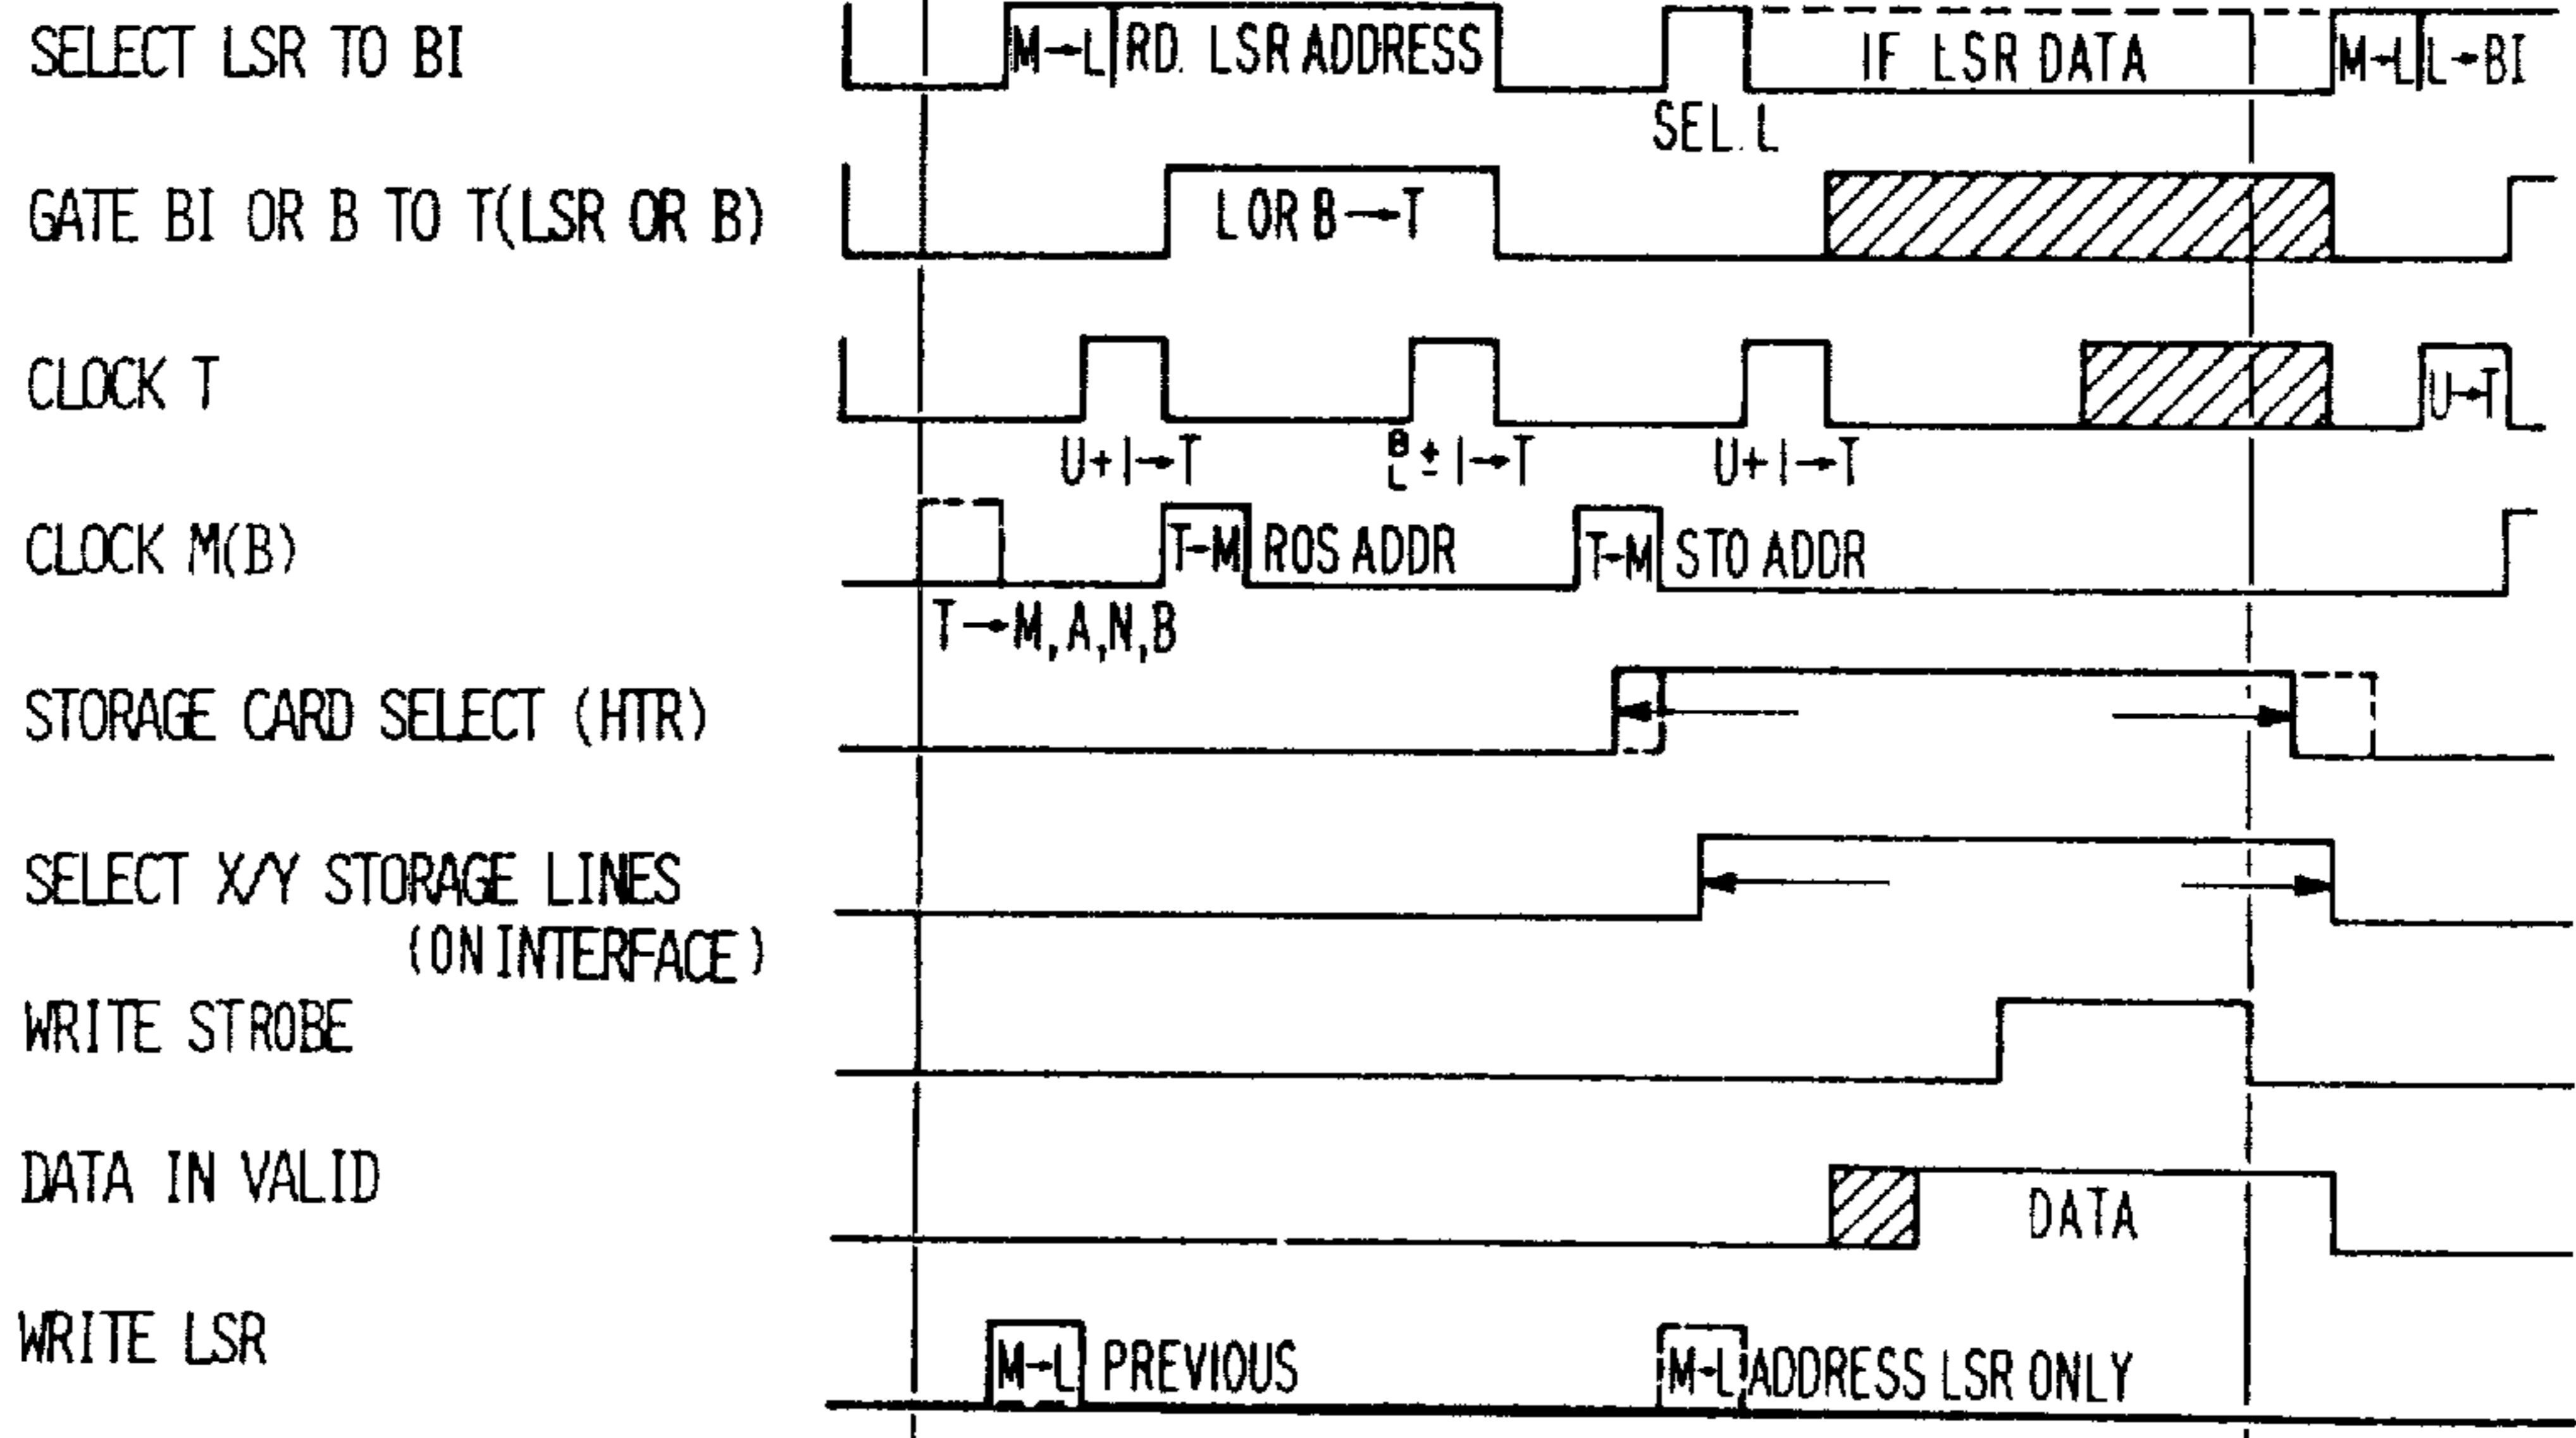 SELECT LSR TO BI
M→L RD. LSR ADDRESS
IF LSR DATA
M→L L→BI
SEL. L
GATE BI OR B TO T(LSR OR B)
L OR B→T
CLOCK T
U→T
U+1→T
B
L ± 1→T
U+1→T
CLOCK M(B)
T→M ROS ADDR
T→M STO ADDR
T→M,A,N,B
STORAGE CARD SELECT (HTR)
SELECT X/Y STORAGE LINES
(ON INTERFACE)
WRITE STROBE
DATA IN VALID
DATA
WRITE LSR
M→L PREVIOUS
M→L ADDRESS LSR ONLY